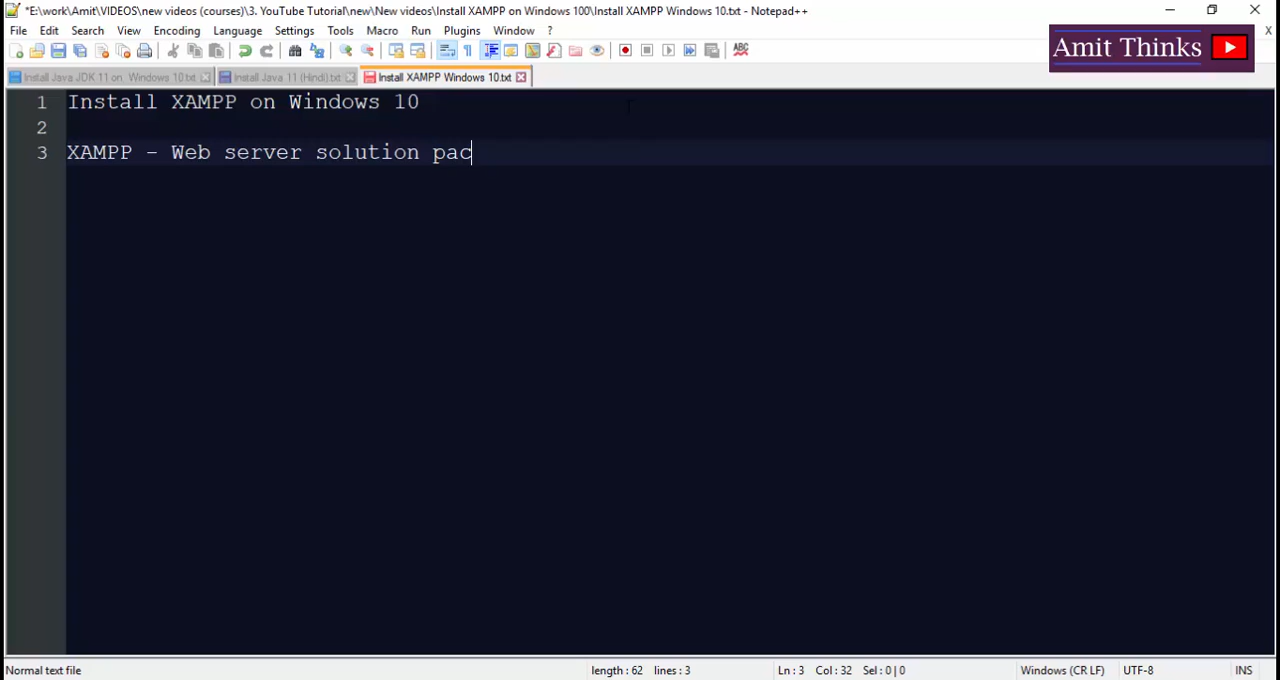 *E:\work\Amit\VIDEOS\new videos (courses)\3. YouTube Tutorial\new\New videos\Install XAMPP on Windows 100\Install XAMPP Windows 10.txt - Notepad++
File Edit Search View Encoding Language Settings Tools Macro Run Plugins Window ? X
Amit Thinks
Install Java JDK 11 on Windows 10.txt Install Java 11 (Hindi).txt Install XAMPP Windows 10.txt
1 Install XAMPP on Windows 10
2
3 XAMPP - Web server solution pac
Normal text file length : 62 lines : 3 Ln : 3 Col : 32 Sel : 0 | 0 Windows (CR LF) UTF-8 INS